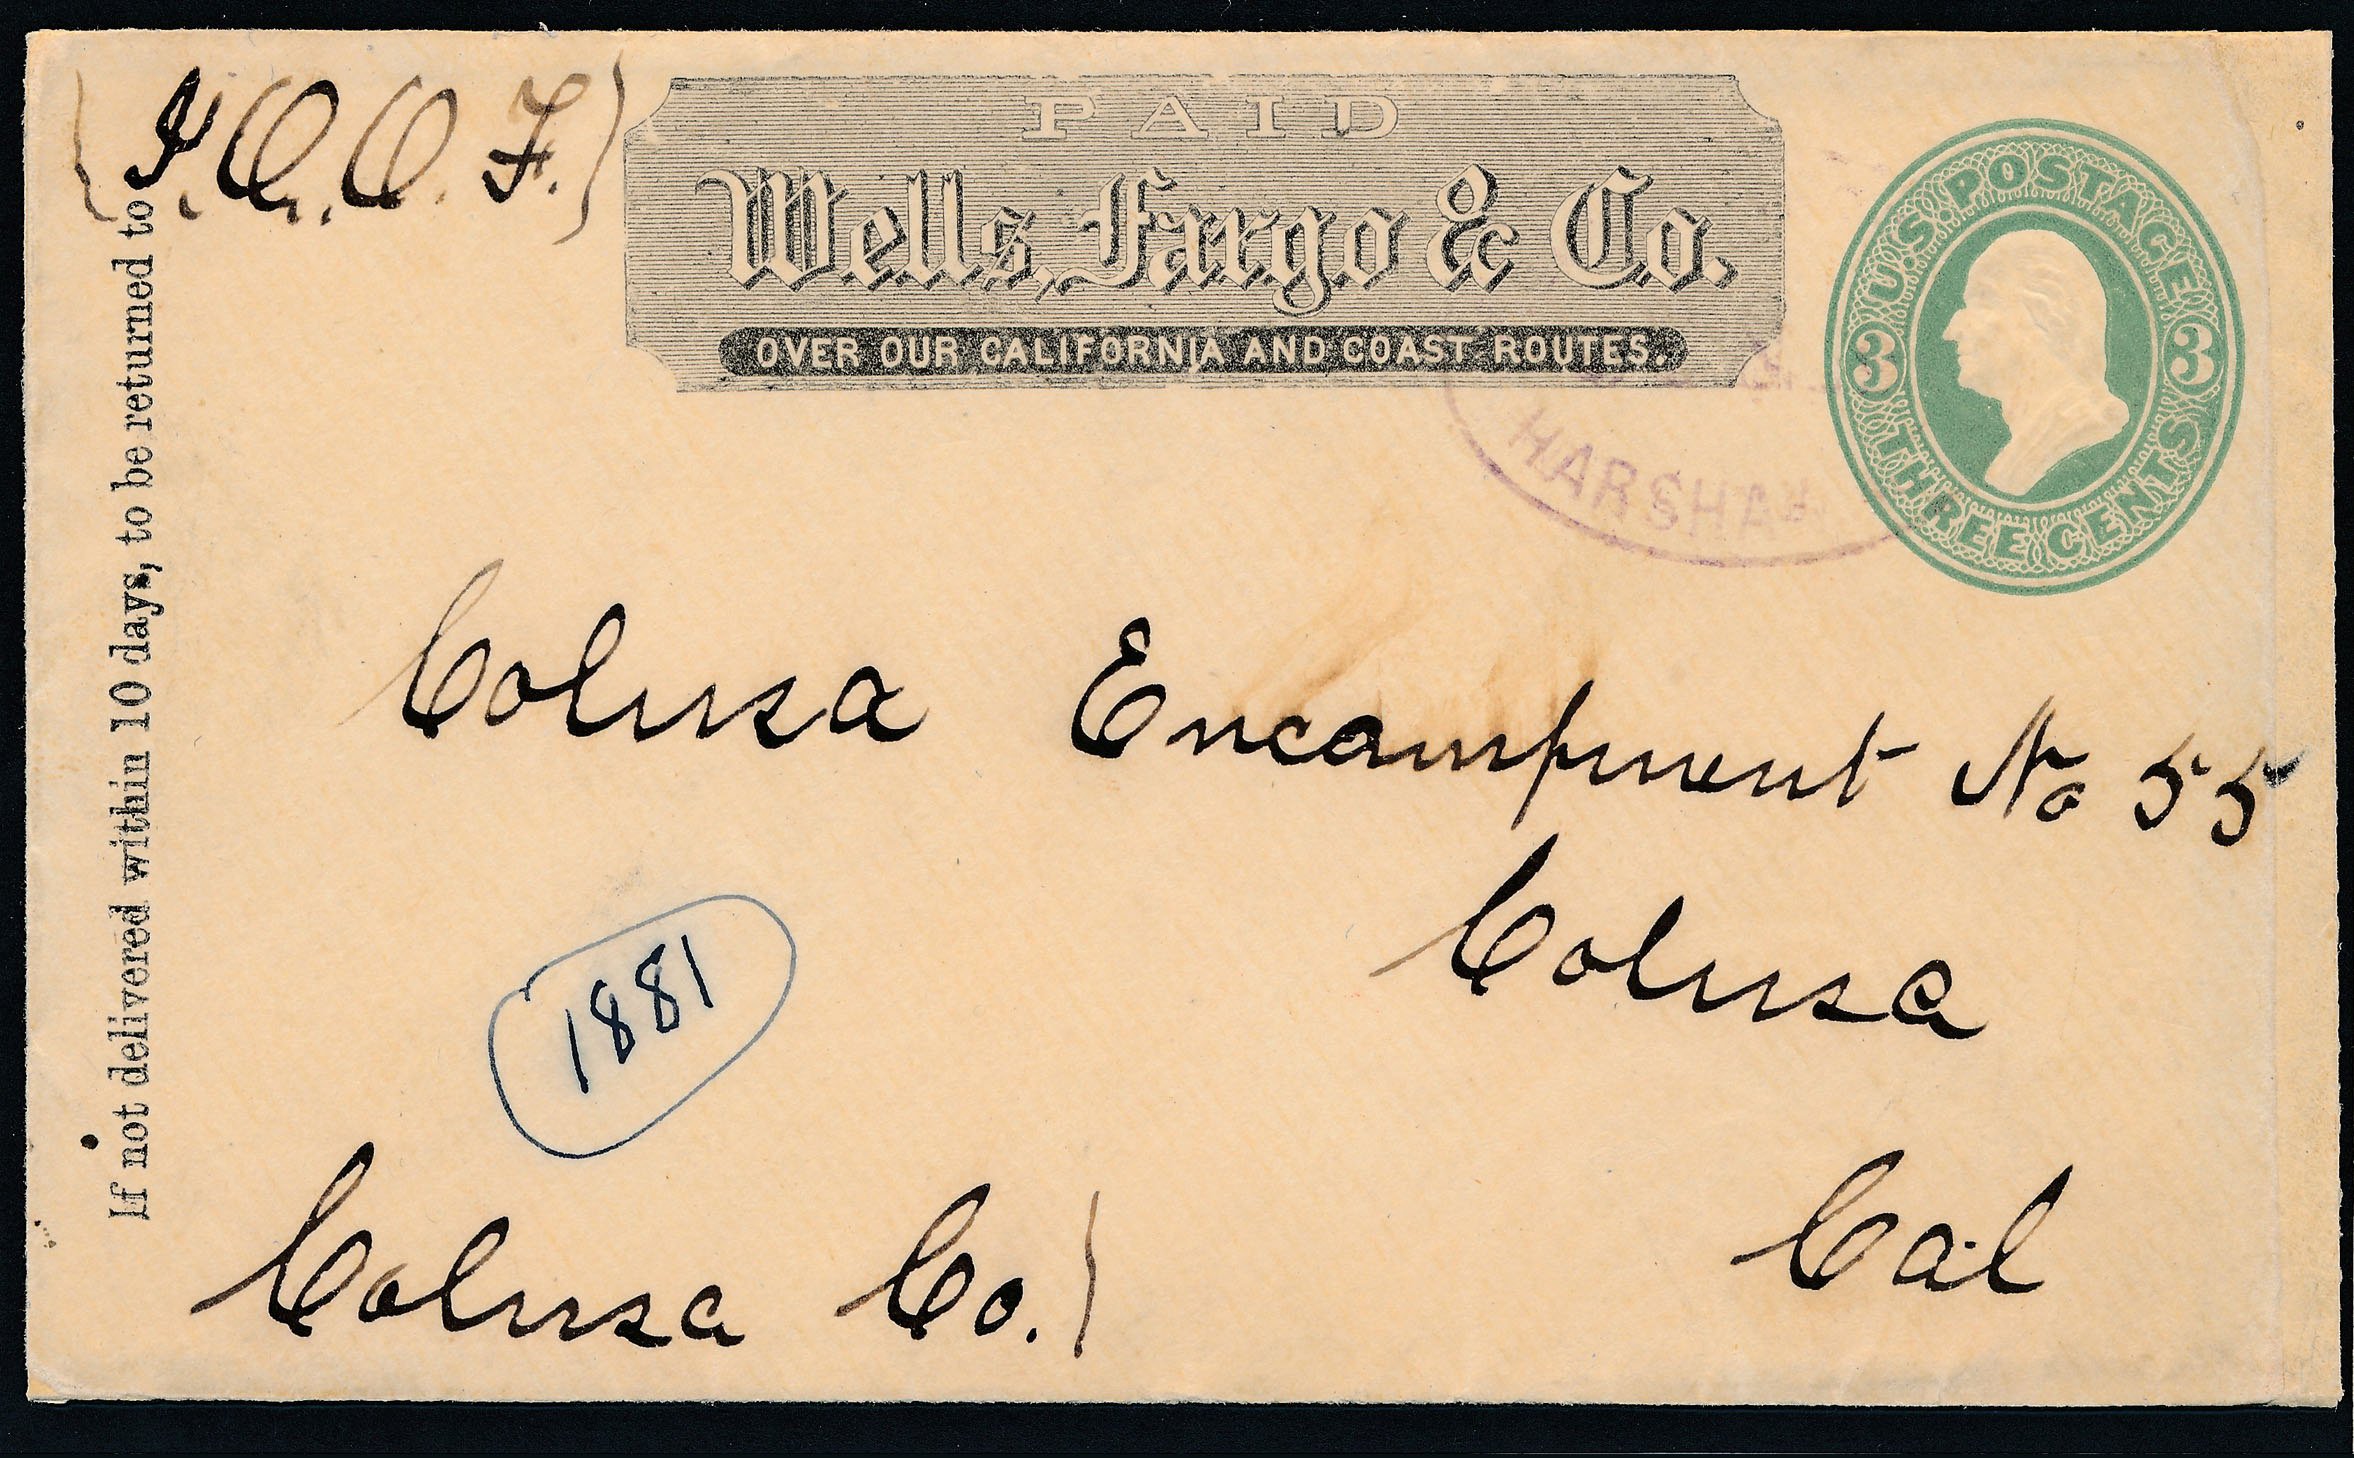 (I.O.O.F.)
PAID
Wells, Fargo & Co.
OVER OUR CALIFORNIA AND COAST ROUTES.
U.S. POSTAGE
3 3
THREE CENTS
HARSHAW
If not delivered within 10 days, to be returned to
Colusa Encampment No 55
Colusa
1881
Colusa Co.) Cal